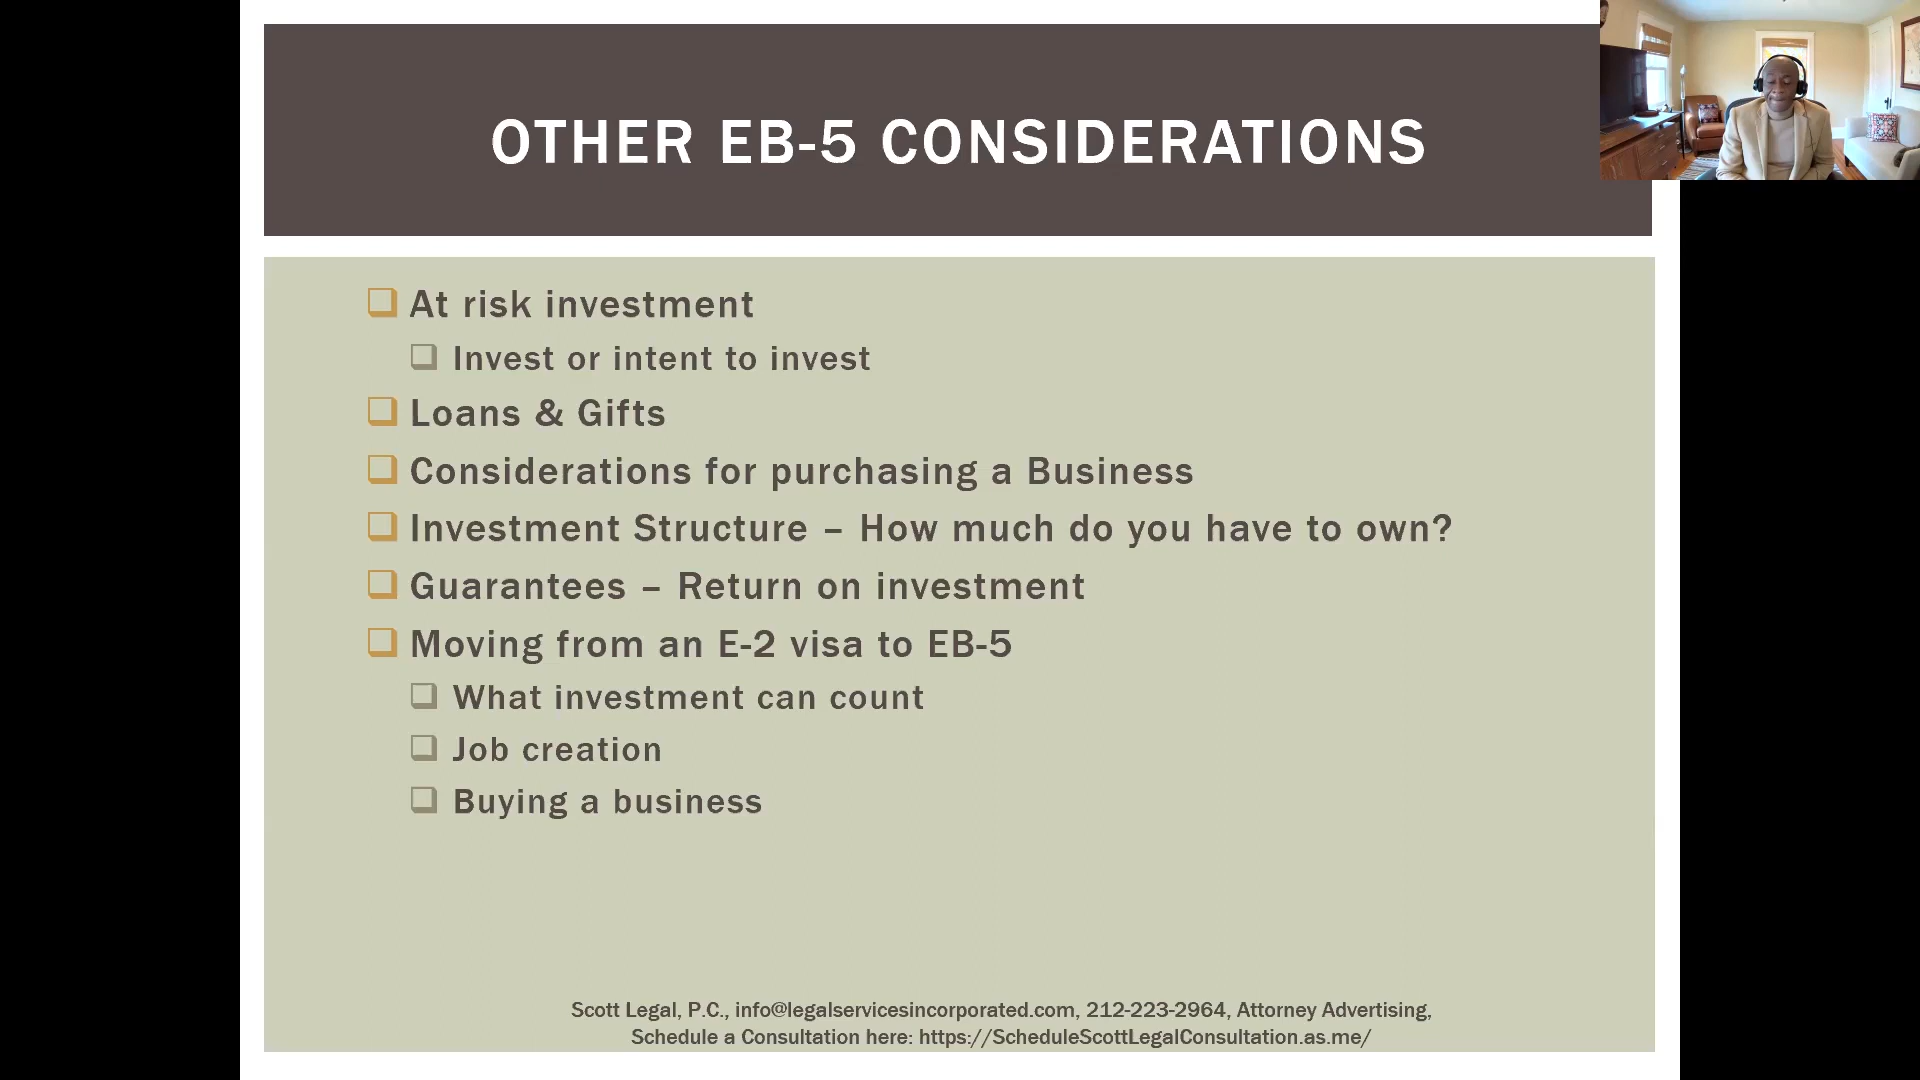 OTHER EB-5 CONSIDERATIONS
At risk investment
Invest or intent to invest
Loans & Gifts
Considerations for purchasing a Business
Investment Structure – How much do you have to own?
Guarantees – Return on investment
Moving from an E-2 visa to EB-5
What investment can count
Job creation
Buying a business
Scott Legal, P.C., info@legalservicesincorporated.com, 212-223-2964, Attorney Advertising,
Schedule a Consultation here: https://ScheduleScottLegalConsultation.as.me/